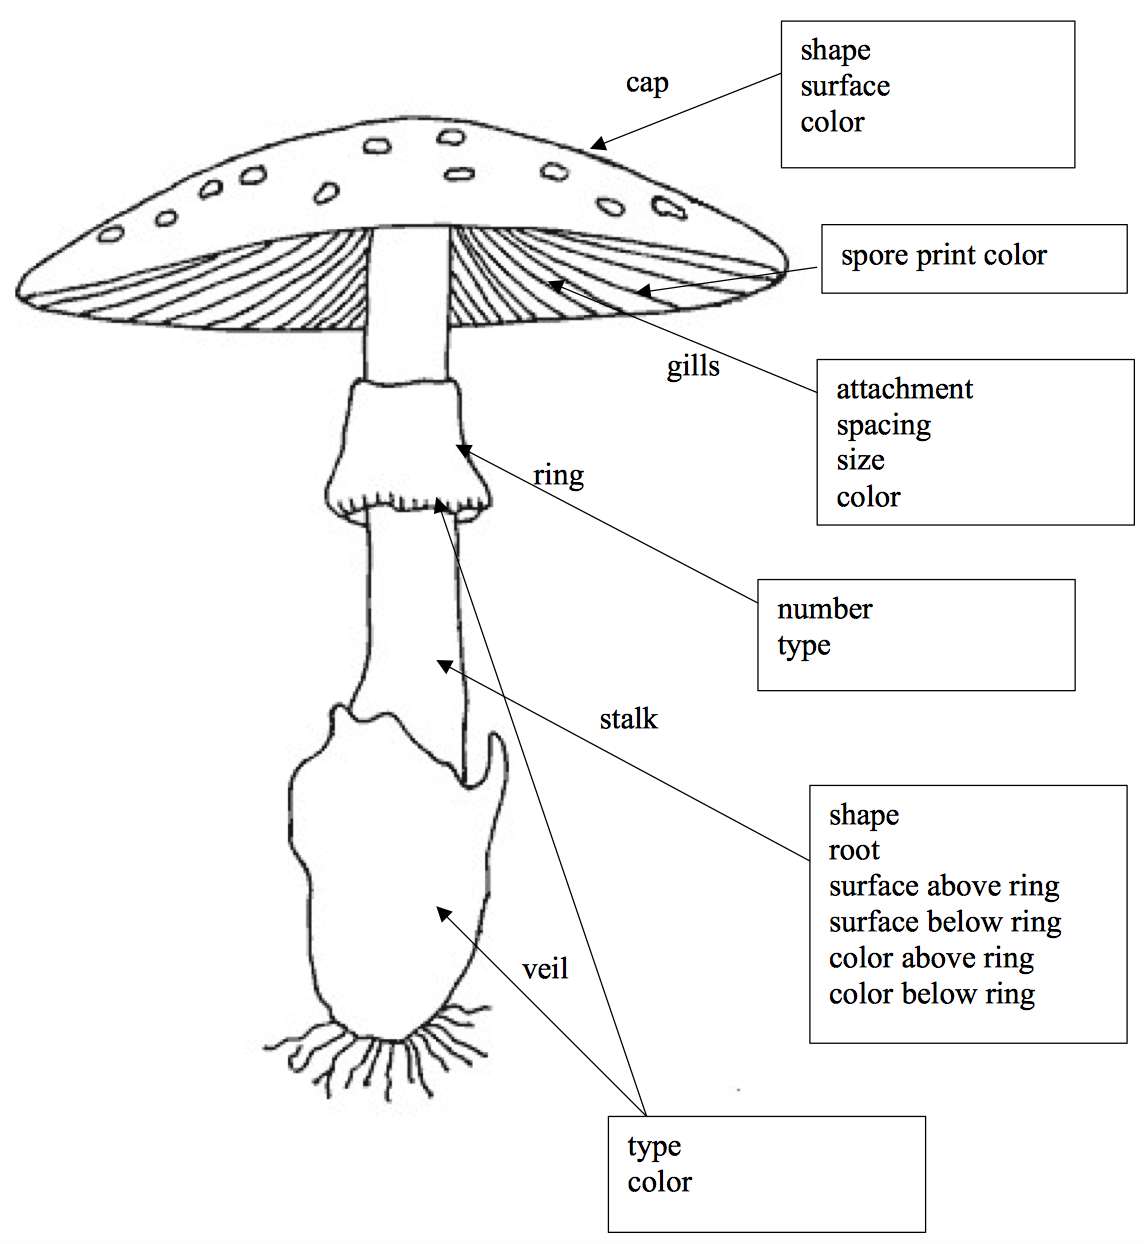 cap
shape
surface
color
spore print color
gills
attachment
spacing
size
color
ring
number
type
stalk
shape
root
surface above ring
surface below ring
color above ring
color below ring
veil
type
color